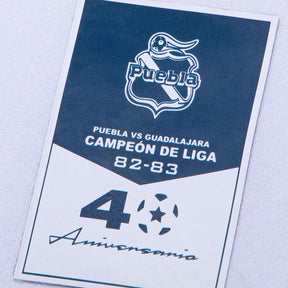 Puebla
PUEBLA VS GUADALAJARA
CAMPEÓN DE LIGA
82-83
40
Aniversario